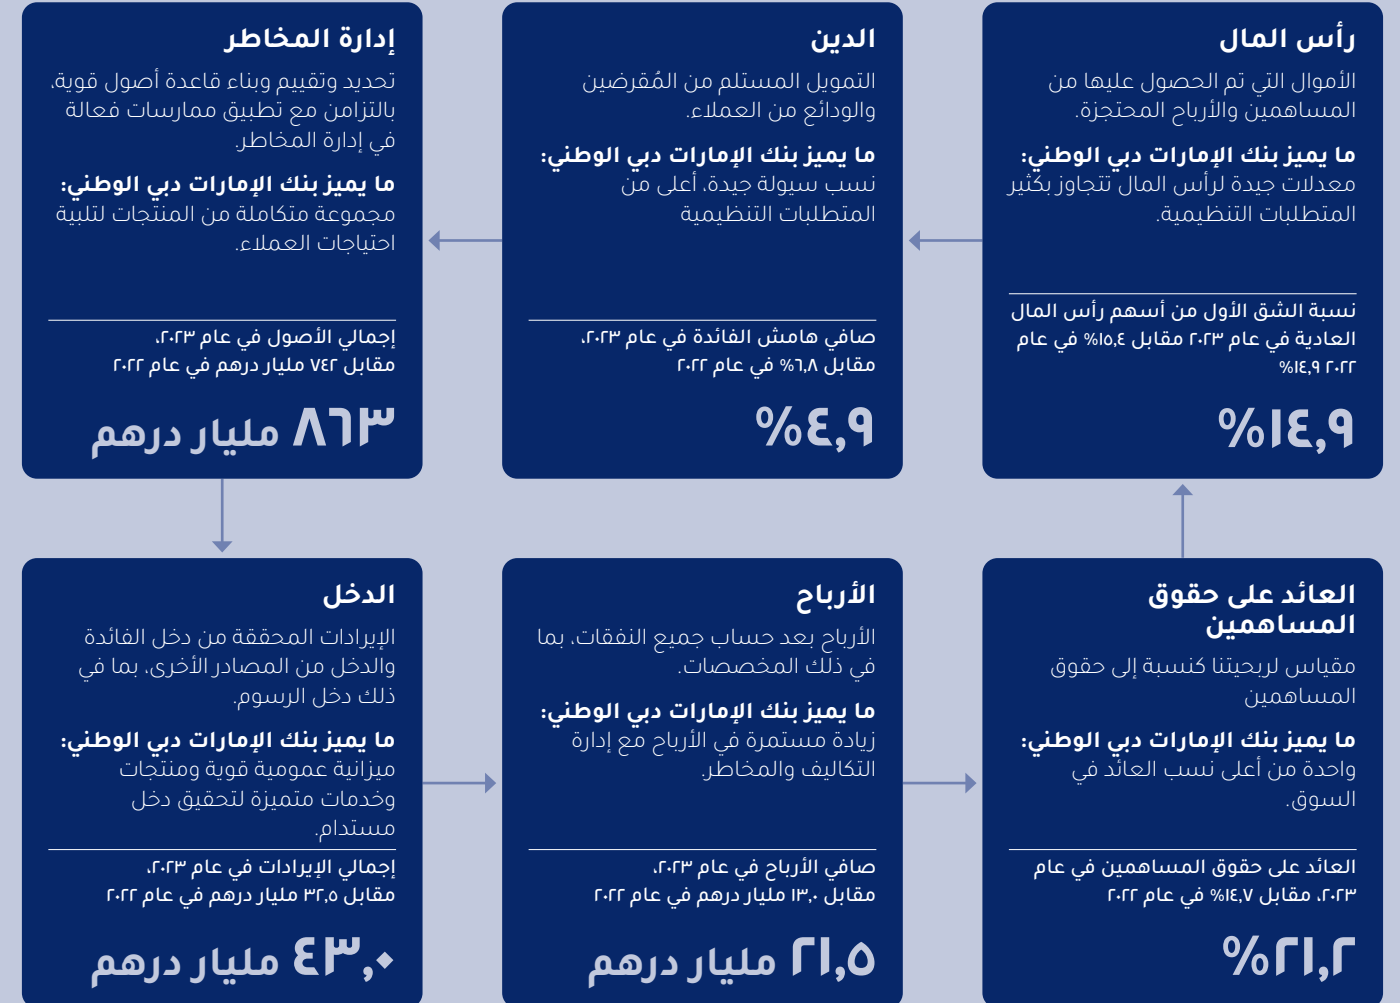 رأس المال
الأموال التي تم الحصول عليها من
المساهمين والأرباح المحتجزة.
ما يميز بنك الإمارات دبي الوطني:
معدلات جيدة لرأس المال تتجاوز بكثير
المتطلبات التنظيمية.
نسبة الشق الأول من أسهم رأس المال
العادية في عام ٢٠٢٣ مقابل ١٥,٤% في عام
٢٠٢٢ ١٤,٩%
١٤,٩%
الدين
التمويل المستلم من المُقرضين
والودائع من العملاء.
ما يميز بنك الإمارات دبي الوطني:
نسب سيولة جيدة، أعلى من
المتطلبات التنظيمية
صافي هامش الفائدة في عام ٢٠٢٣،
مقابل ٦,٨% في عام ٢٠٢٢
٤,٩%
إدارة المخاطر
تحديد وتقييم وبناء قاعدة أصول قوية،
بالتزامن مع تطبيق ممارسات فعالة
في إدارة المخاطر.
ما يميز بنك الإمارات دبي الوطني:
مجموعة متكاملة من المنتجات لتلبية
احتياجات العملاء.
إجمالي الأصول في عام ٢٠٢٣،
مقابل ٧٤٢ مليار درهم في عام ٢٠٢٢
٨٦٣ مليار درهم
الدخل
الإيرادات المحققة من دخل الفائدة
والدخل من المصادر الأخرى، بما في
ذلك دخل الرسوم.
ما يميز بنك الإمارات دبي الوطني:
ميزانية عمومية قوية ومنتجات
وخدمات متميزة لتحقيق دخل
مستدام.
إجمالي الإيرادات في عام ٢٠٢٣،
مقابل ٣٢,٥ مليار درهم في عام ٢٠٢٢
٤٣,٠ مليار درهم
الأرباح
الأرباح بعد حساب جميع النفقات، بما
في ذلك المخصصات.
ما يميز بنك الإمارات دبي الوطني:
زيادة مستمرة في الأرباح مع إدارة
التكاليف والمخاطر.
صافي الأرباح في عام ٢٠٢٣،
مقابل ١٣,٠ مليار درهم في عام ٢٠٢٢
٢١,٥ مليار درهم
العائد على حقوق
المساهمين
مقياس لربحيتنا كنسبة إلى حقوق
المساهمين
ما يميز بنك الإمارات دبي الوطني:
واحدة من أعلى نسب العائد في
السوق.
العائد على حقوق المساهمين في عام
٢٠٢٣، مقابل ١٤,٧% في عام ٢٠٢٢
٢١,٢%